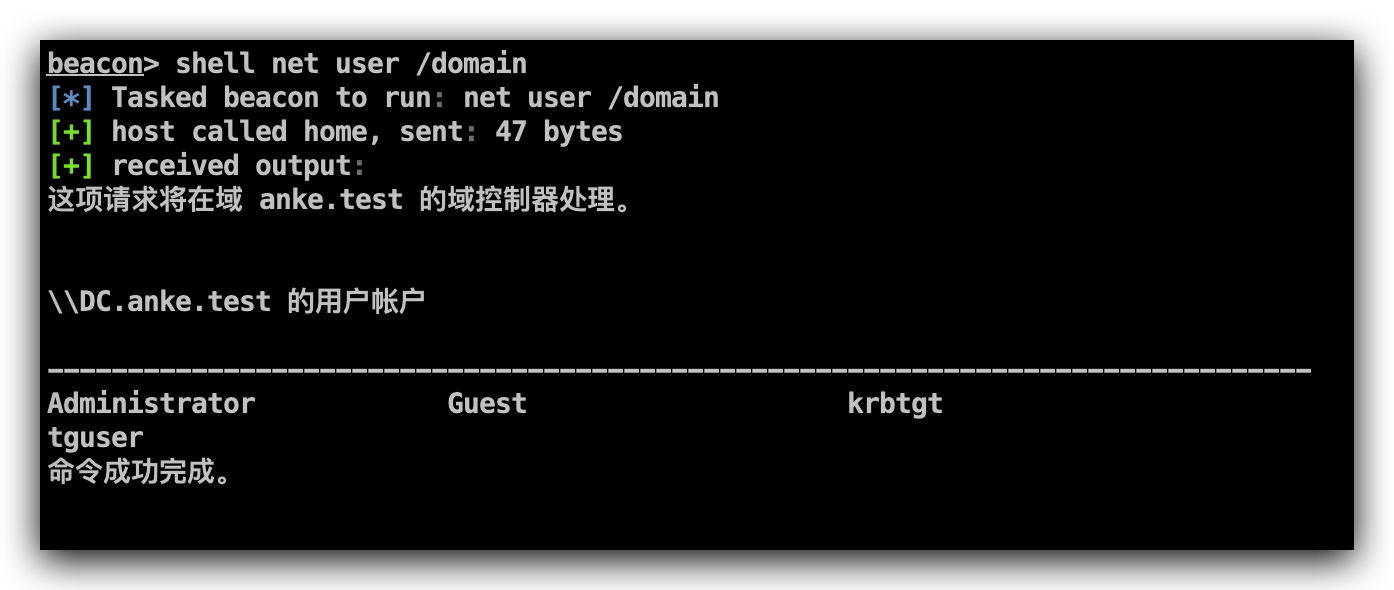 beacon> shell net user /domain
[*] Tasked beacon to run: net user /domain
[+] host called home, sent: 47 bytes
[+] received output:
这项请求将在域 anke.test 的域控制器处理。
\\DC.anke.test 的用户帐户
-------------------------------------------------------------------------------
Administrator            Guest                    krbtgt
tguser
命令成功完成。